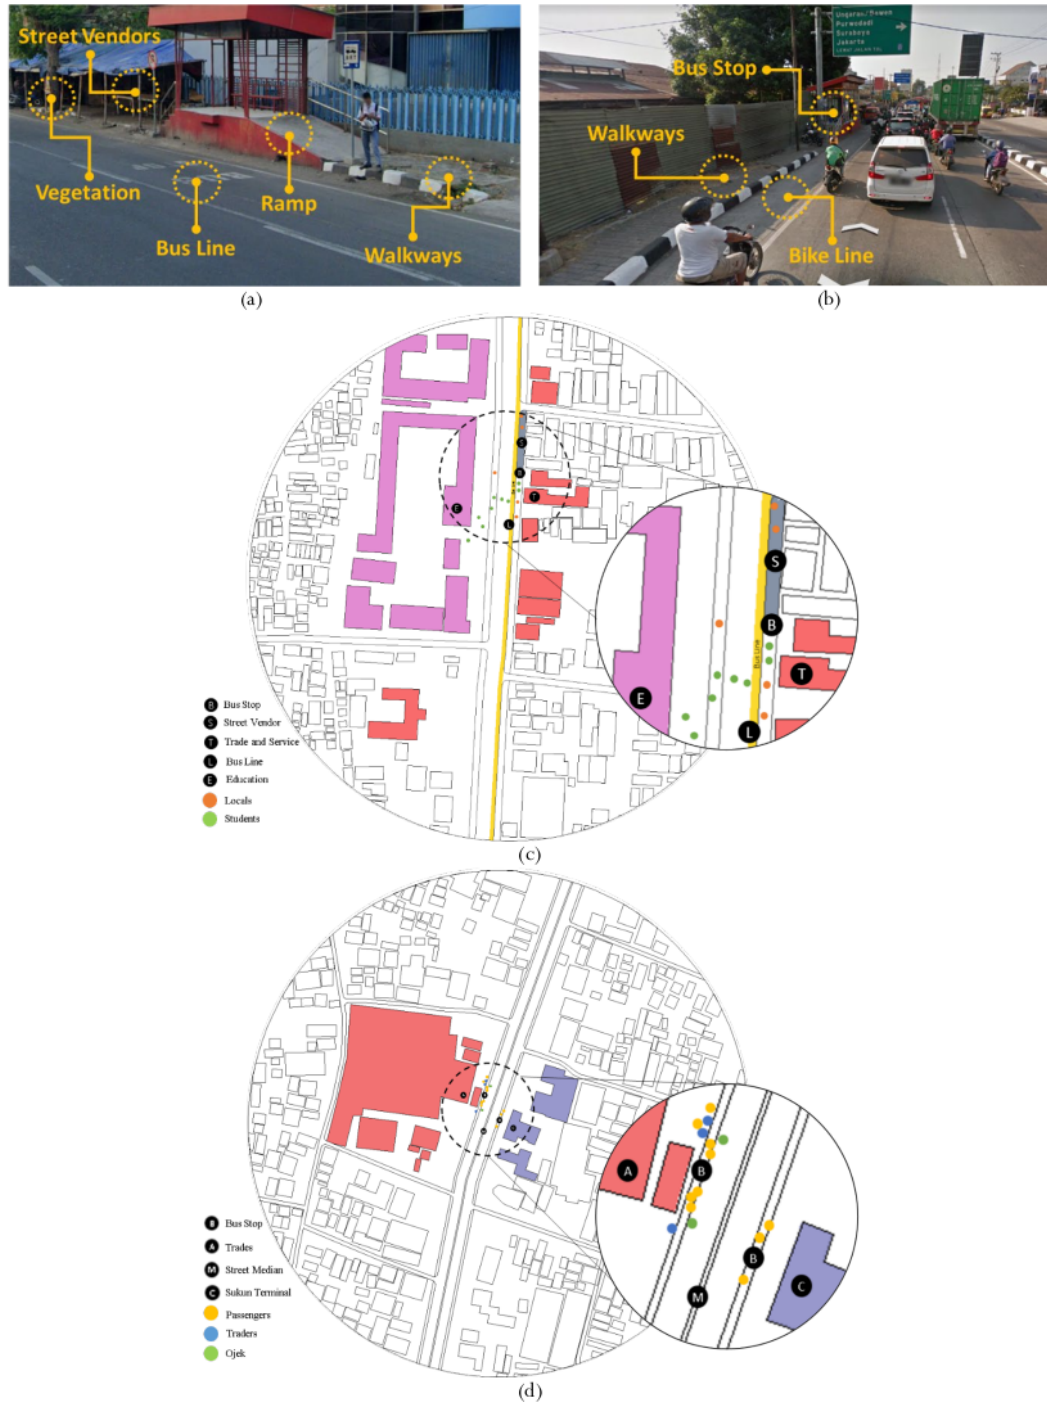 Street Vendors
Vegetation
Bus Line
Ramp
Walkways
(a)
Ungaran/Bawen
Purwodadi
Surabaya
Jakarta
Bus Stop
Walkways
Bike Line
(b)
S
B
E
T
L
S
B
Bus Line
T
E
L
B Bus Stop
S Street Vendor
T Trade and Service
L Bus Line
E Education
Locals
Students
(c)
A
B
M
B
C
B Bus Stop
A Trades
M Street Median
C Sukun Terminal
Passengers
Traders
Ojek
(d)